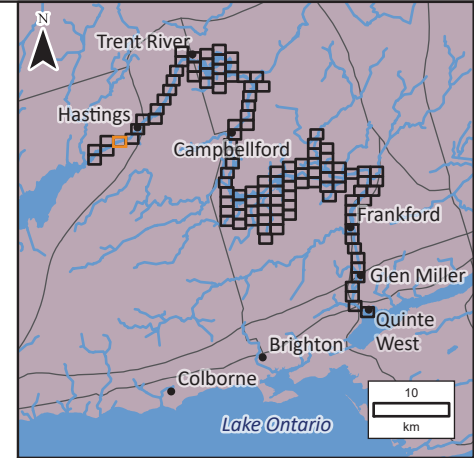 N
Trent River
Hastings
Campbellford
Frankford
Glen Miller
Quinte
West
Brighton
Colborne
Lake Ontario
10
km